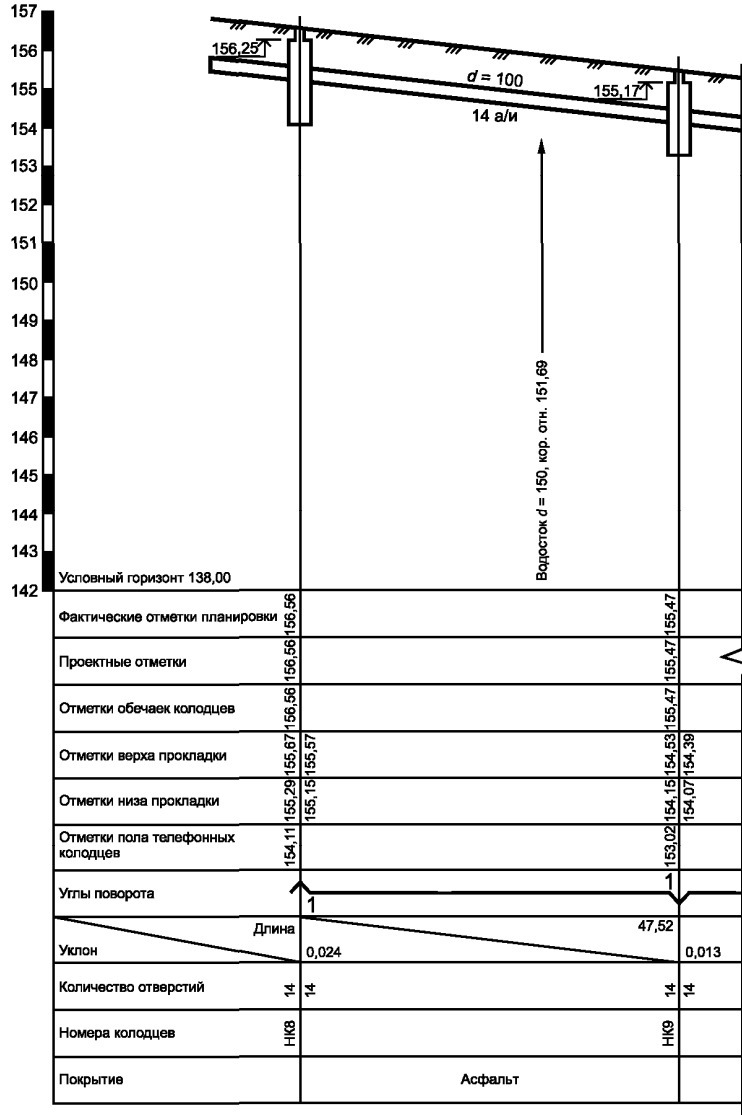 157
156
155
154
153
152
151
150
149
148
147
146
145
144
143
142
156,25
d = 100
14 а/и
155,17
Водосток d = 150, кор. отн. 151,69
Условный горизонт 138,00
Фактические отметки планировки
156,56
155,47
Проектные отметки
156,56
155,47
Отметки обечаек колодцев
156,56
155,47
Отметки верха прокладки
155,67
155,57
154,53
154,39
Отметки низа прокладки
155,29
155,15
154,15
154,07
Отметки пола телефонных
колодцев
154,11
153,02
Углы поворота
1
1
Длина
47,52
Уклон
0,024
0,013
Количество отверстий
14
14
14
14
Номера колодцев
НК8
НК9
Покрытие
Асфальт